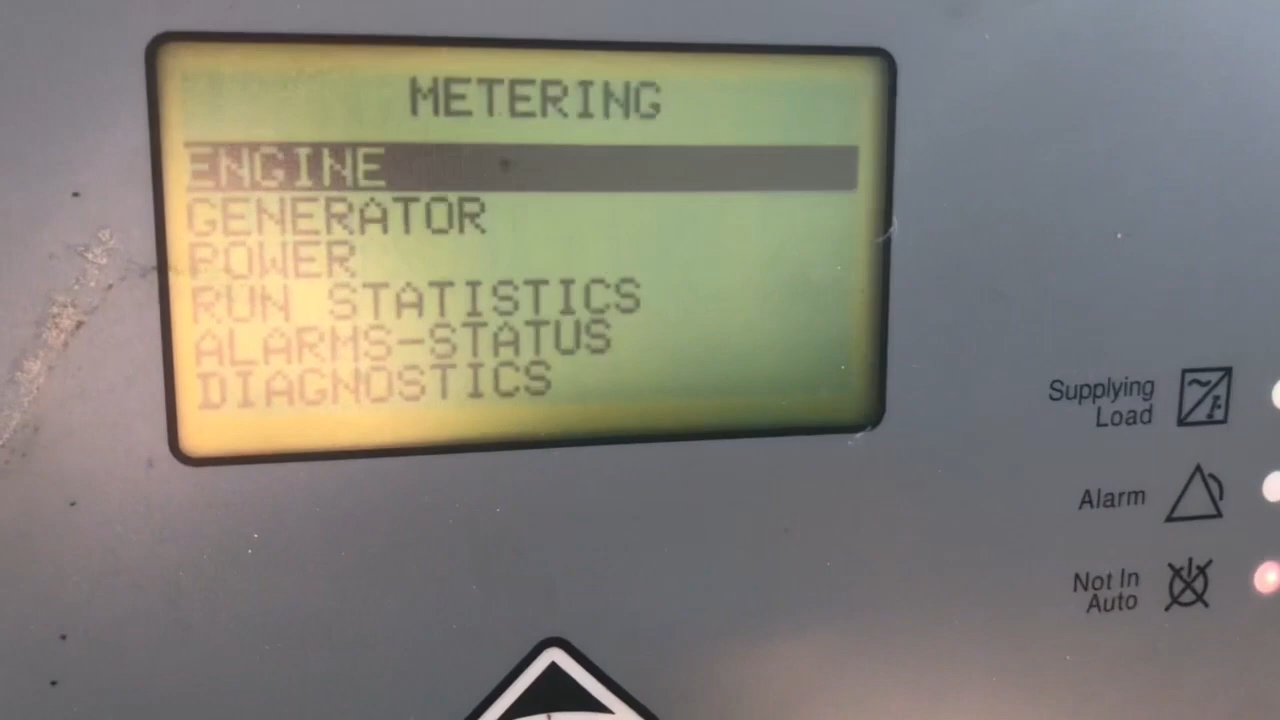 METERING
ENGINE
GENERATOR
POWER
RUN STATISTICS
ALARMS-STATUS
DIAGNOSTICS
Supplying
Load
Alarm
Not In
Auto